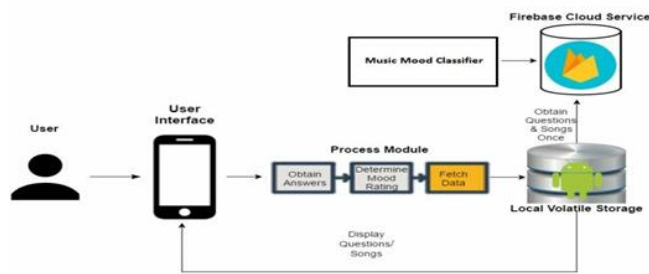 Firebase Cloud Service
Music Mood Classifier
User
Interface
User
Obtain
Questions
& Songs
Once
Process Module
Obtain
Answers
Determine
Mood
Rating
Fetch
Data
Local Volatile Storage
Display
Questions/
Songs